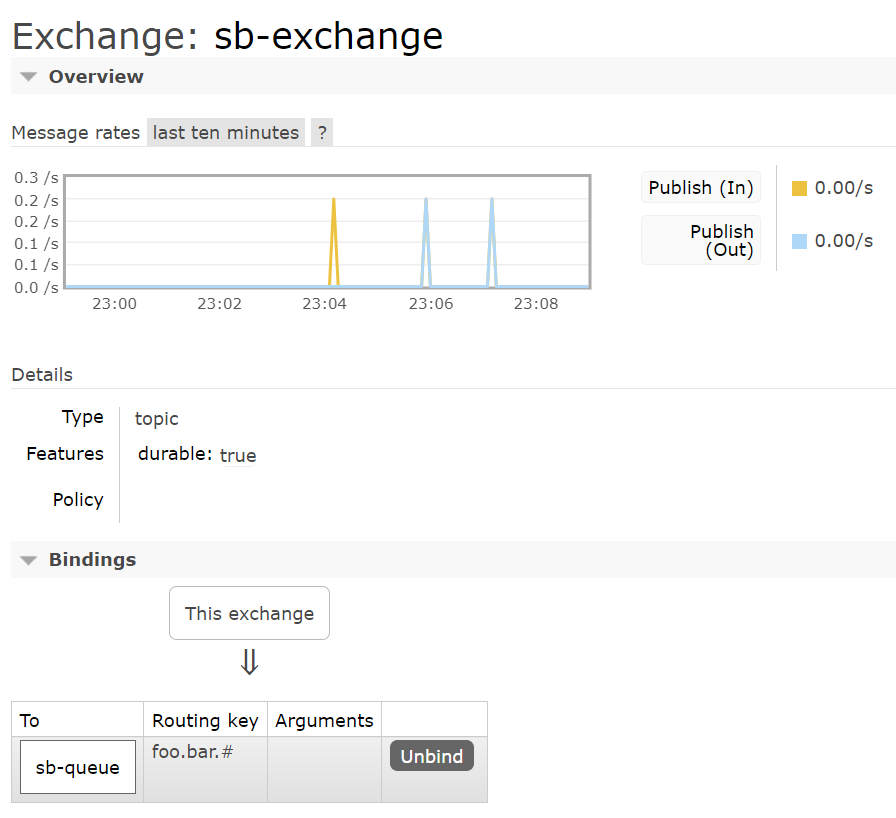 Exchange: sb-exchange
Overview
Message rates last ten minutes ?
0.3 /s
0.2 /s
0.2 /s
0.1 /s
0.1 /s
0.0 /s
23:00 23:02 23:04 23:06 23:08
Publish (In) 0.00/s
Publish
(Out) 0.00/s
Details
Type topic
Features durable: true
Policy
Bindings
This exchange
⇓
To Routing key Arguments
sb-queue foo.bar.# Unbind